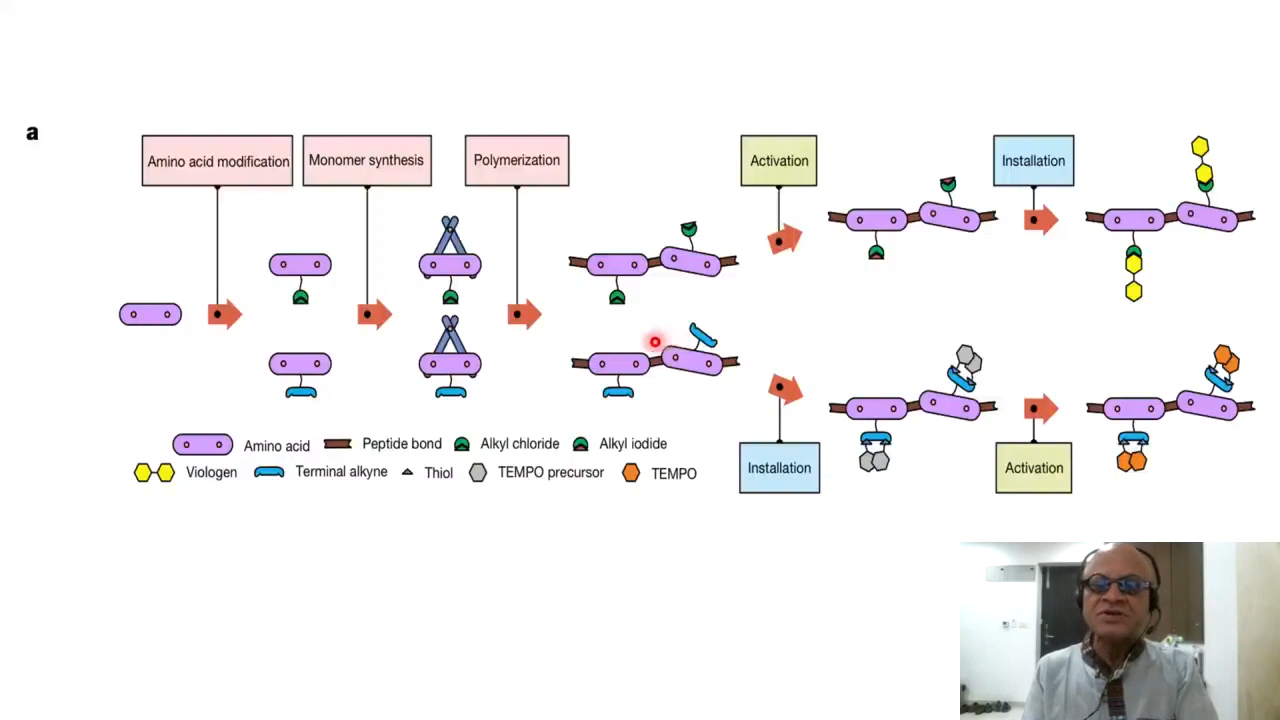 a
Amino acid modification
Monomer synthesis
Polymerization
Activation
Installation
Amino acid
Peptide bond
Alkyl chloride
Alkyl iodide
Viologen
Terminal alkyne
Thiol
TEMPO precursor
TEMPO
Installation
Activation